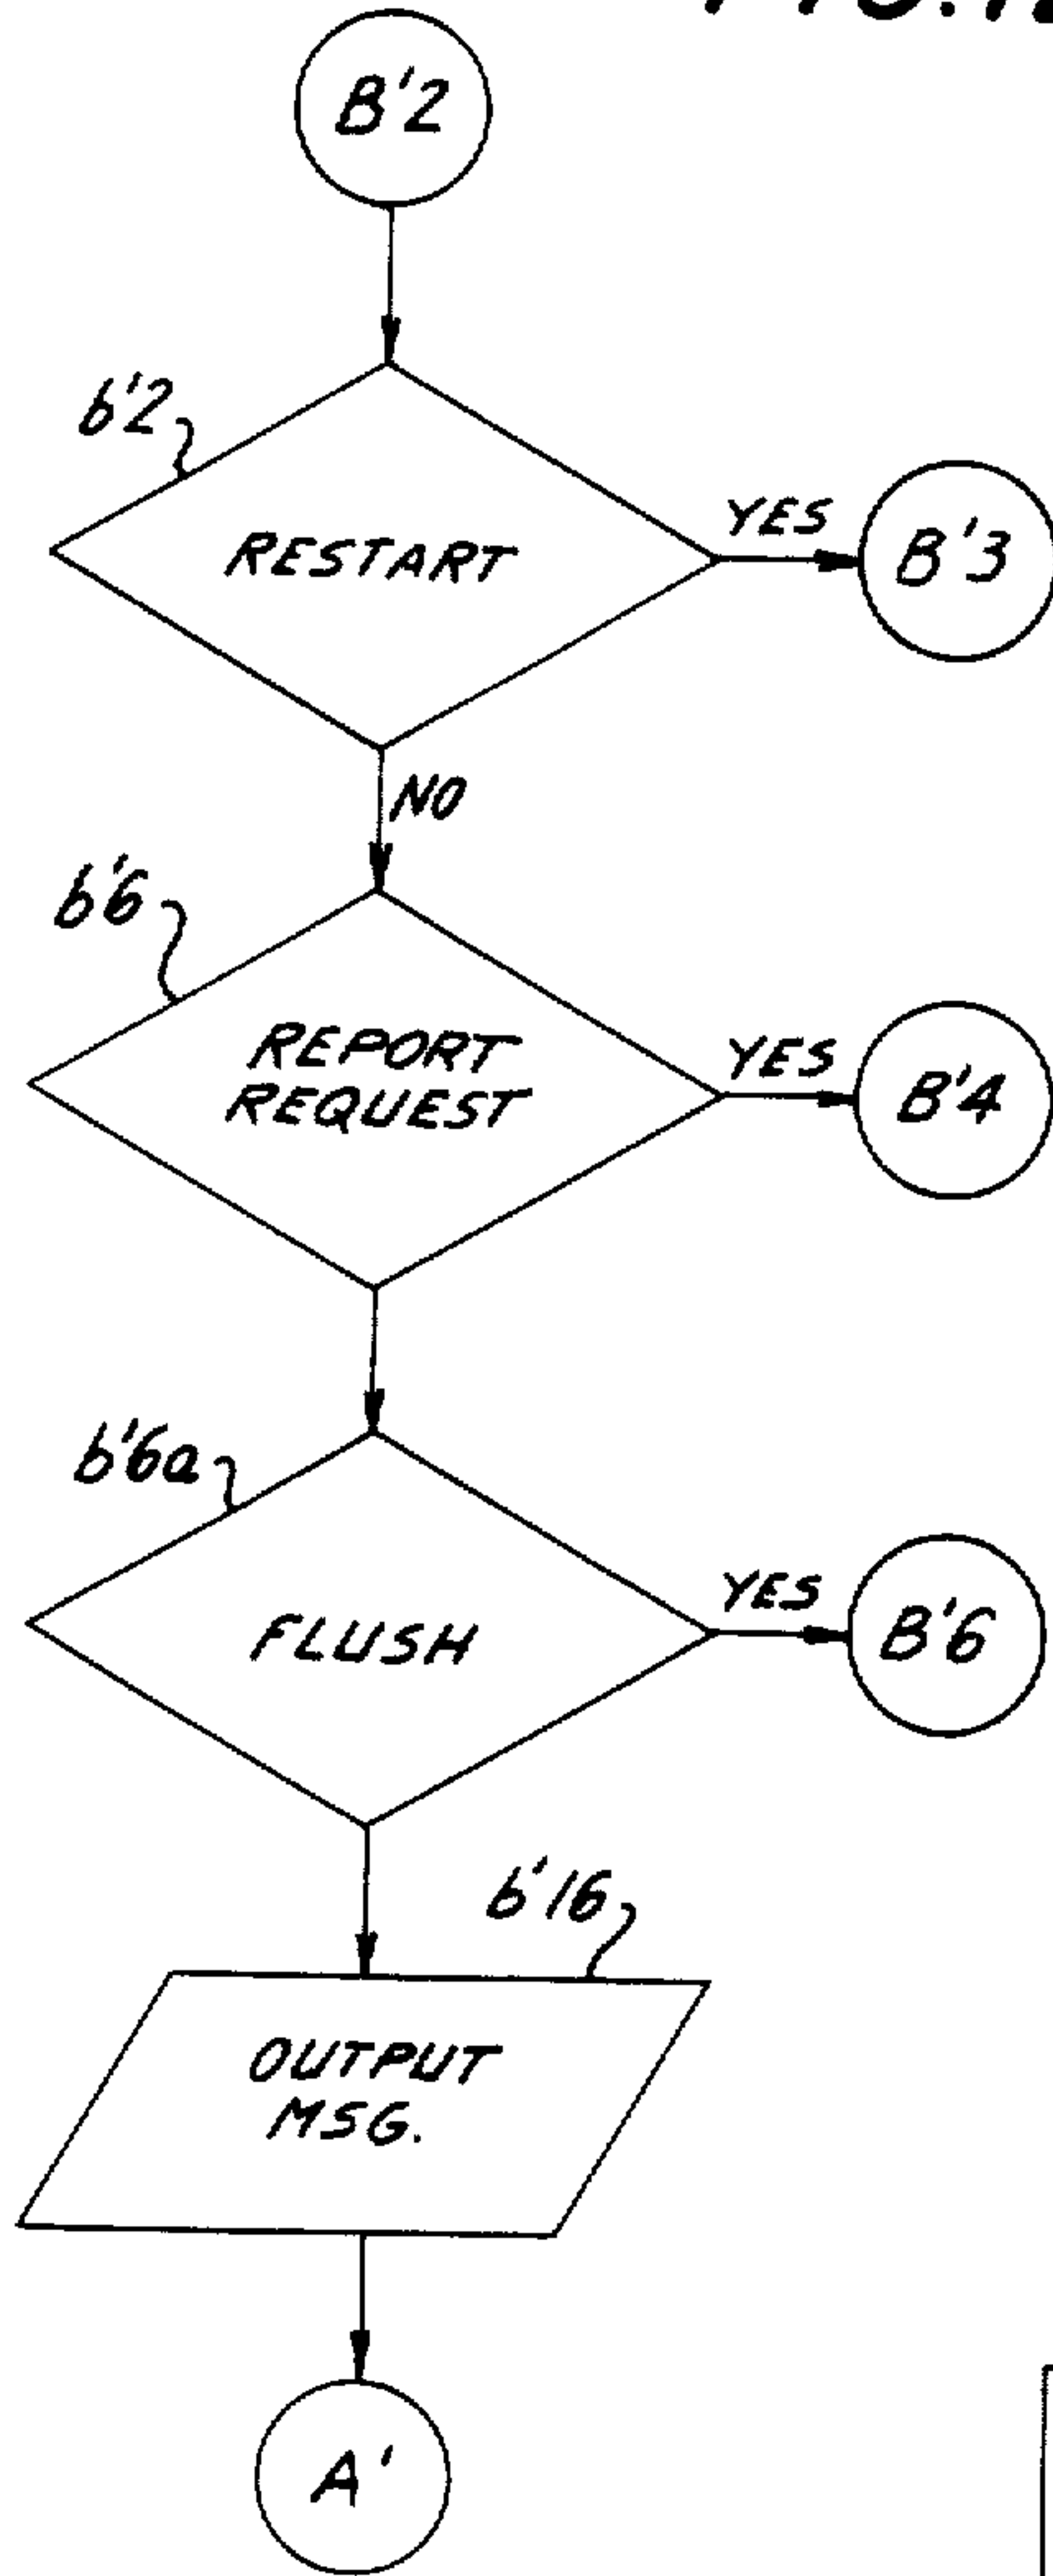 B'2
b'2
RESTART
YES
B'3
NO
b'6
REPORT
REQUEST
YES
B'4
b'6a
FLUSH
YES
B'6
b'16
OUTPUT
MSG.
A'